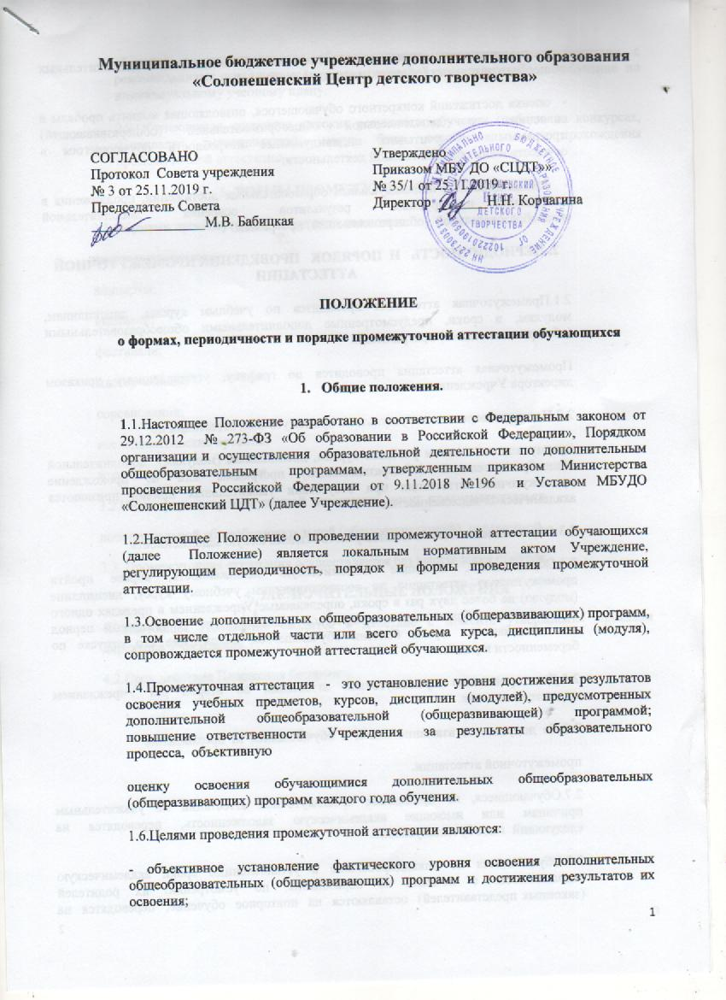 Муниципальное бюджетное учреждение дополнительного образования
«Солонешенский Центр детского творчества»
СОГЛАСОВАНО
Протокол Совета учреждения
№ 3 от 25.11.2019 г.
Председатель Совета
М.В. Бабицкая
Утверждено
Приказом МБУ ДО «СЦДТ»
№ 35/1 от 25.11.2019 г.
Директор Н.Н. Корчагина
ДЕТСКОГО
ТВОРЧЕСТВА
ПОЛОЖЕНИЕ
о формах, периодичности и порядке промежуточной аттестации обучающихся
1. Общие положения.
1.1.Настоящее Положение разработано в соответствии с Федеральным законом от
29.12.2012 № 273-ФЗ «Об образовании в Российской Федерации», Порядком
организации и осуществления образовательной деятельности по дополнительным
общеобразовательным программам, утвержденным приказом Министерства
просвещения Российской Федерации от 9.11.2018 №196 и Уставом МБУДО
«Солонешенский ЦДТ» (далее Учреждение).
1.2.Настоящее Положение о проведении промежуточной аттестации обучающихся
(далее Положение) является локальным нормативным актом Учреждение,
регулирующим периодичность, порядок и формы проведения промежуточной
аттестации.
1.3.Освоение дополнительных общеобразовательных (общеразвивающих) программ,
в том числе отдельной части или всего объема курса, дисциплины (модуля),
сопровождается промежуточной аттестацией обучающихся.
1.4.Промежуточная аттестация - это установление уровня достижения результатов
освоения учебных предметов, курсов, дисциплин (модулей), предусмотренных
дополнительной общеобразовательной (общеразвивающей) программой;
повышение ответственности Учреждения за результаты образовательного
процесса, объективную
оценку освоения обучающимися дополнительных общеобразовательных
(общеразвивающих) программ каждого года обучения.
1.6.Целями проведения промежуточной аттестации являются:
- объективное установление фактического уровня освоения дополнительных
общеобразовательных (общеразвивающих) программ и достижения результатов их
освоения;
1